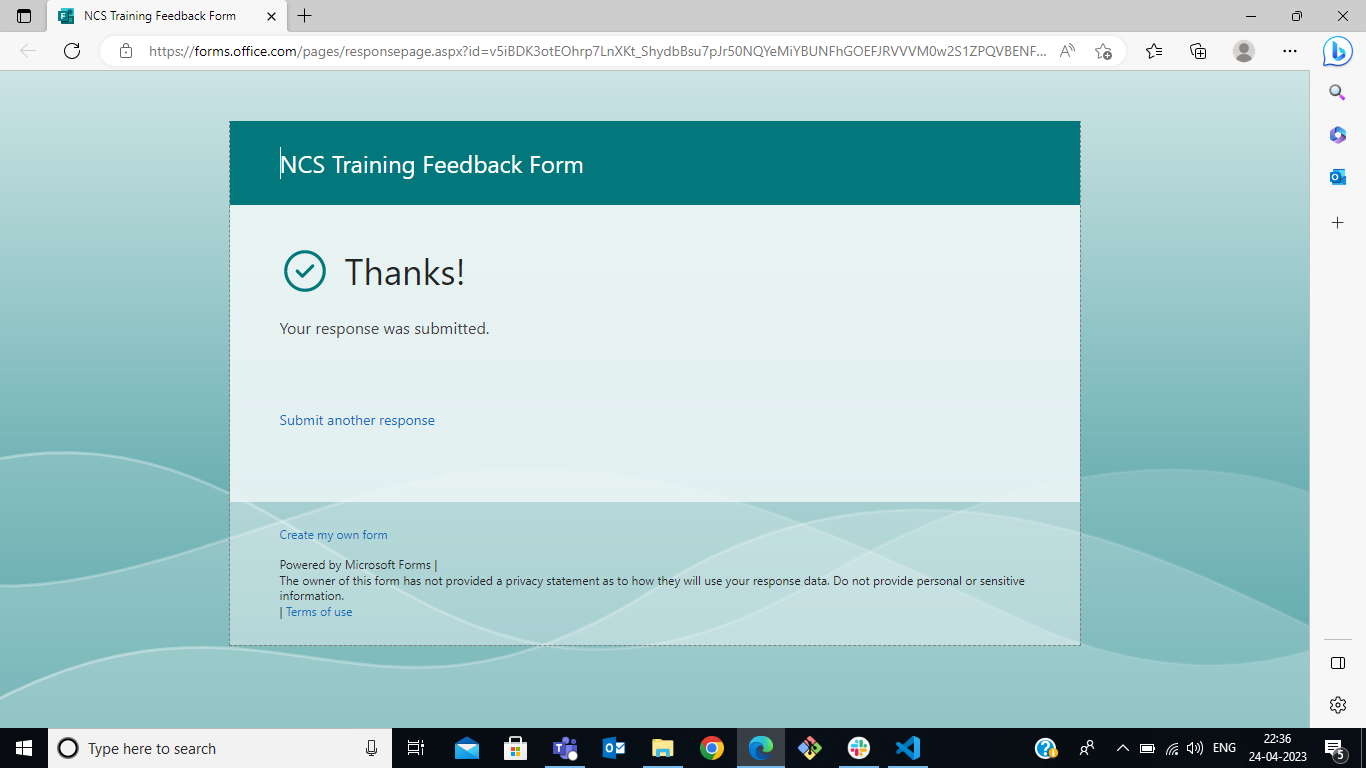 NCS Training Feedback Form
https://forms.office.com/pages/responsepage.aspx?id=v5iBDK3otEOhrp7LnXKt_ShydbBsu7pJr50NQYeMiYBUNFhGOEFJRVVVM0w2S1ZPQVBENF...
NCS Training Feedback Form
Thanks!
Your response was submitted.
Submit another response
Create my own form
Powered by Microsoft Forms |
The owner of this form has not provided a privacy statement as to how they will use your response data. Do not provide personal or sensitive
information.
| Terms of use
Type here to search
ENG
22:36
24-04-2023
5